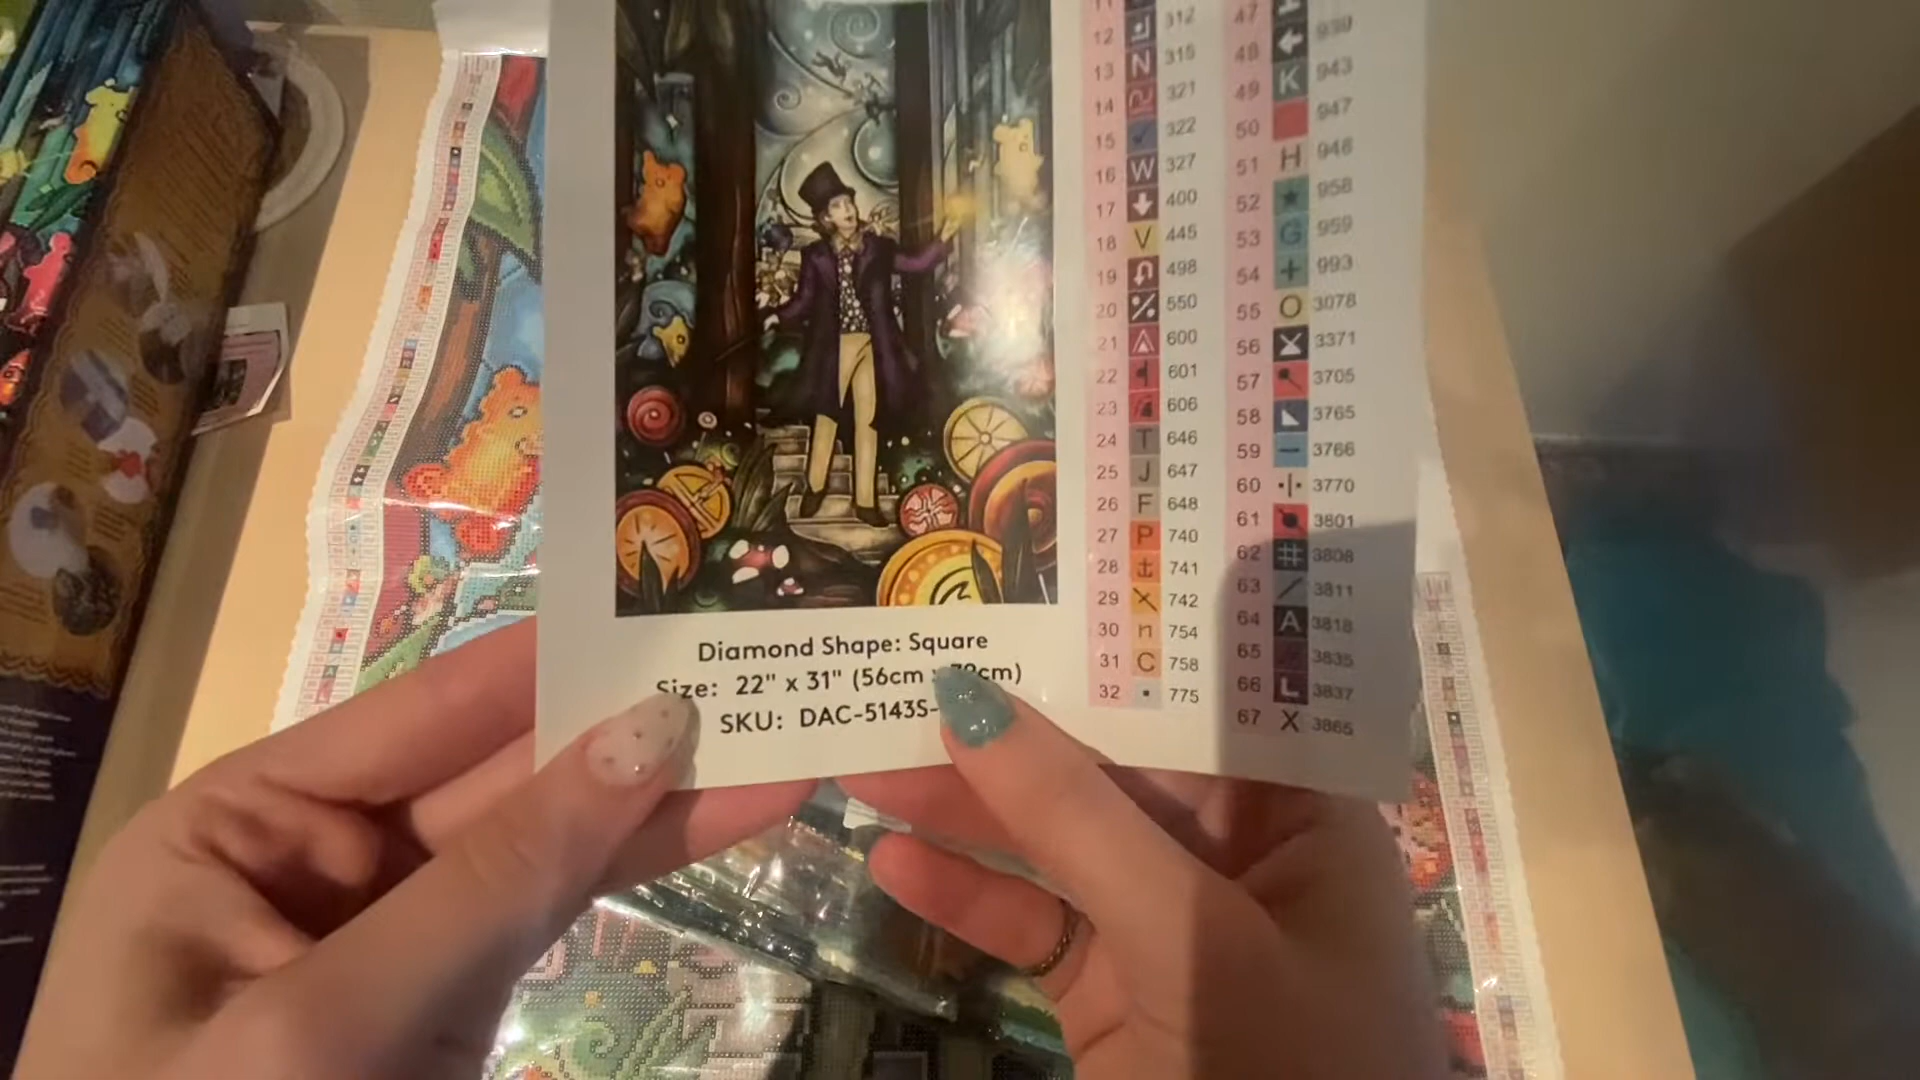 12 312
13 N 315
14 321
15 322
16 W 327
17 400
18 V 445
19 498
20 550
21 600
22 601
23 606
24 T 646
25 J 647
26 F 648
27 P 740
28 741
29 742
30 n 754
31 C 758
32 775
47
48 939
49 K 943
50 947
51 H 948
52 958
53 G 959
54 + 993
55 O 3078
56 3371
57 3705
58 3765
59 3766
60 3770
61 3801
62 # 3808
63 / 3811
64 A 3818
65 3835
66 L 3837
67 X 3865
Diamond Shape: Square
Size: 22" x 31" (56cm cm)
SKU: DAC-5143S-